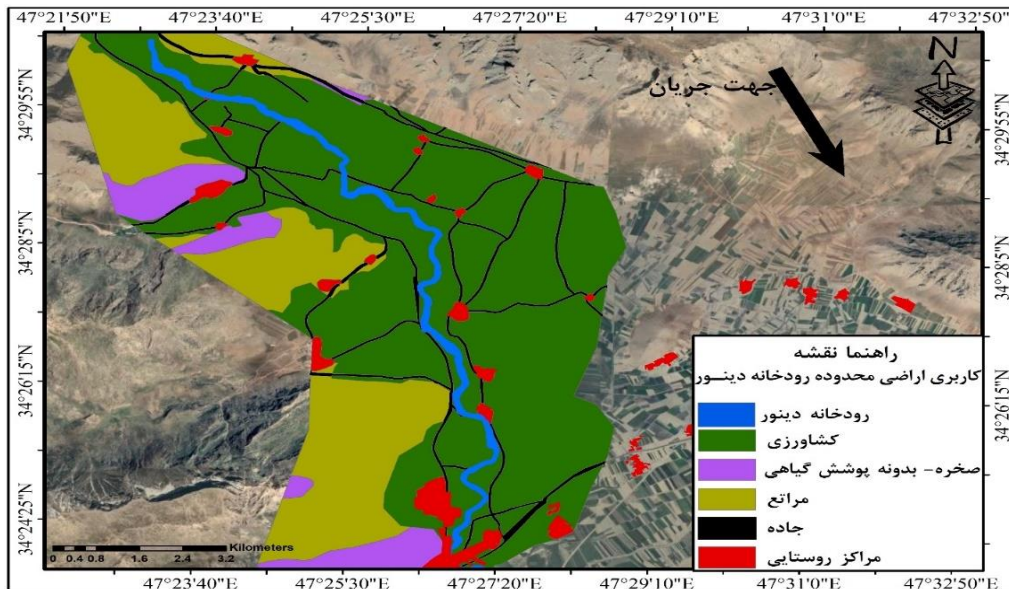 47°21'50"E 47°23'40"E 47°25'30"E 47°27'20"E 47°29'10"E 47°31'0"E 47°32'50"E
N
جهت جریان
34°29'55"N 34°29'55"N
34°28'5"N 34°28'5"N
34°26'15"N 34°26'15"N
34°24'25"N 34°24'25"N
راهنما نقشه
کاربری اراضی محدوده رودخانه دینــور
رودخانه دینور
کشاورزی
صخره- بدونه پوشش گیاهی
مراتع
جاده
مراکز روستایی
Kilometers
0 0.4 0.8 1.6 2.4 3.2
47°23'40"E 47°25'30"E 47°27'20"E 47°29'10"E 47°31'0"E 47°32'50"E